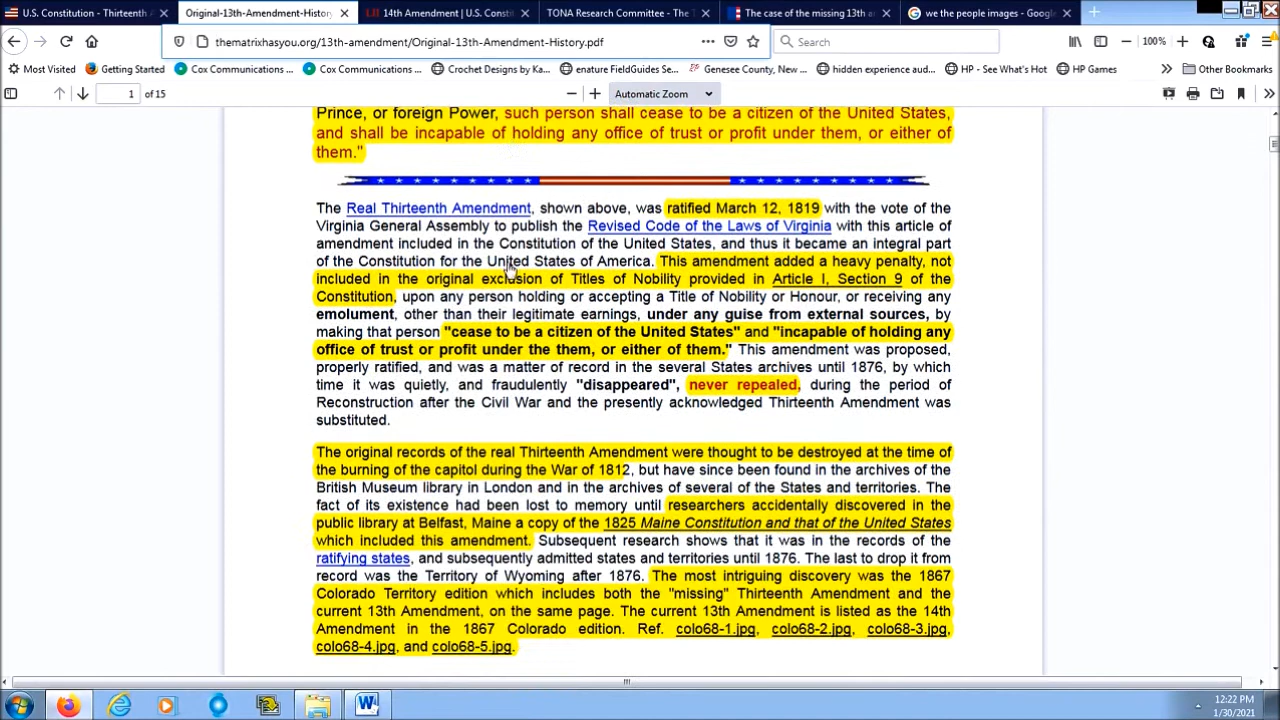 U.S. Constitution - Thirteenth A
Original-13th-Amendment-History
14th Amendment | U.S. Consti
TONA Research Committee - The T
The case of the missing 13th an
we the people images - Google
thematrixhasyou.org/13th-amendment/Original-13th-Amendment-History.pdf
Search
100%
Most Visited
Getting Started
Cox Communications ...
Cox Communications ...
Crochet Designs by Ka...
enature FieldGuides Se...
Genesee County, New ...
hidden experience aud...
HP - See What's Hot
HP Games
Other Bookmarks
1 of 15
Automatic Zoom
Prince, or foreign Power, such person shall cease to be a citizen of the United States,
and shall be incapable of holding any office of trust or profit under them, or either of
them."
The Real Thirteenth Amendment, shown above, was ratified March 12, 1819 with the vote of the
Virginia General Assembly to publish the Revised Code of the Laws of Virginia with this article of
amendment included in the Constitution of the United States, and thus it became an integral part
of the Constitution for the United States of America. This amendment added a heavy penalty, not
included in the original exclusion of Titles of Nobility provided in Article I, Section 9 of the
Constitution, upon any person holding or accepting a Title of Nobility or Honour, or receiving any
emolument, other than their legitimate earnings, under any guise from external sources, by
making that person "cease to be a citizen of the United States" and "incapable of holding any
office of trust or profit under the them, or either of them." This amendment was proposed,
properly ratified, and was a matter of record in the several States archives until 1876, by which
time it was quietly, and fraudulently "disappeared", never repealed, during the period of
Reconstruction after the Civil War and the presently acknowledged Thirteenth Amendment was
substituted.
The original records of the real Thirteenth Amendment were thought to be destroyed at the time of
the burning of the capitol during the War of 1812, but have since been found in the archives of the
British Museum library in London and in the archives of several of the States and territories. The
fact of its existence had been lost to memory until researchers accidentally discovered in the
public library at Belfast, Maine a copy of the 1825 Maine Constitution and that of the United States
which included this amendment. Subsequent research shows that it was in the records of the
ratifying states, and subsequently admitted states and territories until 1876. The last to drop it from
record was the Territory of Wyoming after 1876. The most intriguing discovery was the 1867
Colorado Territory edition which includes both the "missing" Thirteenth Amendment and the
current 13th Amendment, on the same page. The current 13th Amendment is listed as the 14th
Amendment in the 1867 Colorado edition. Ref. colo68-1.jpg, colo68-2.jpg, colo68-3.jpg,
colo68-4.jpg, and colo68-5.jpg.
12:22 PM
1/30/2021